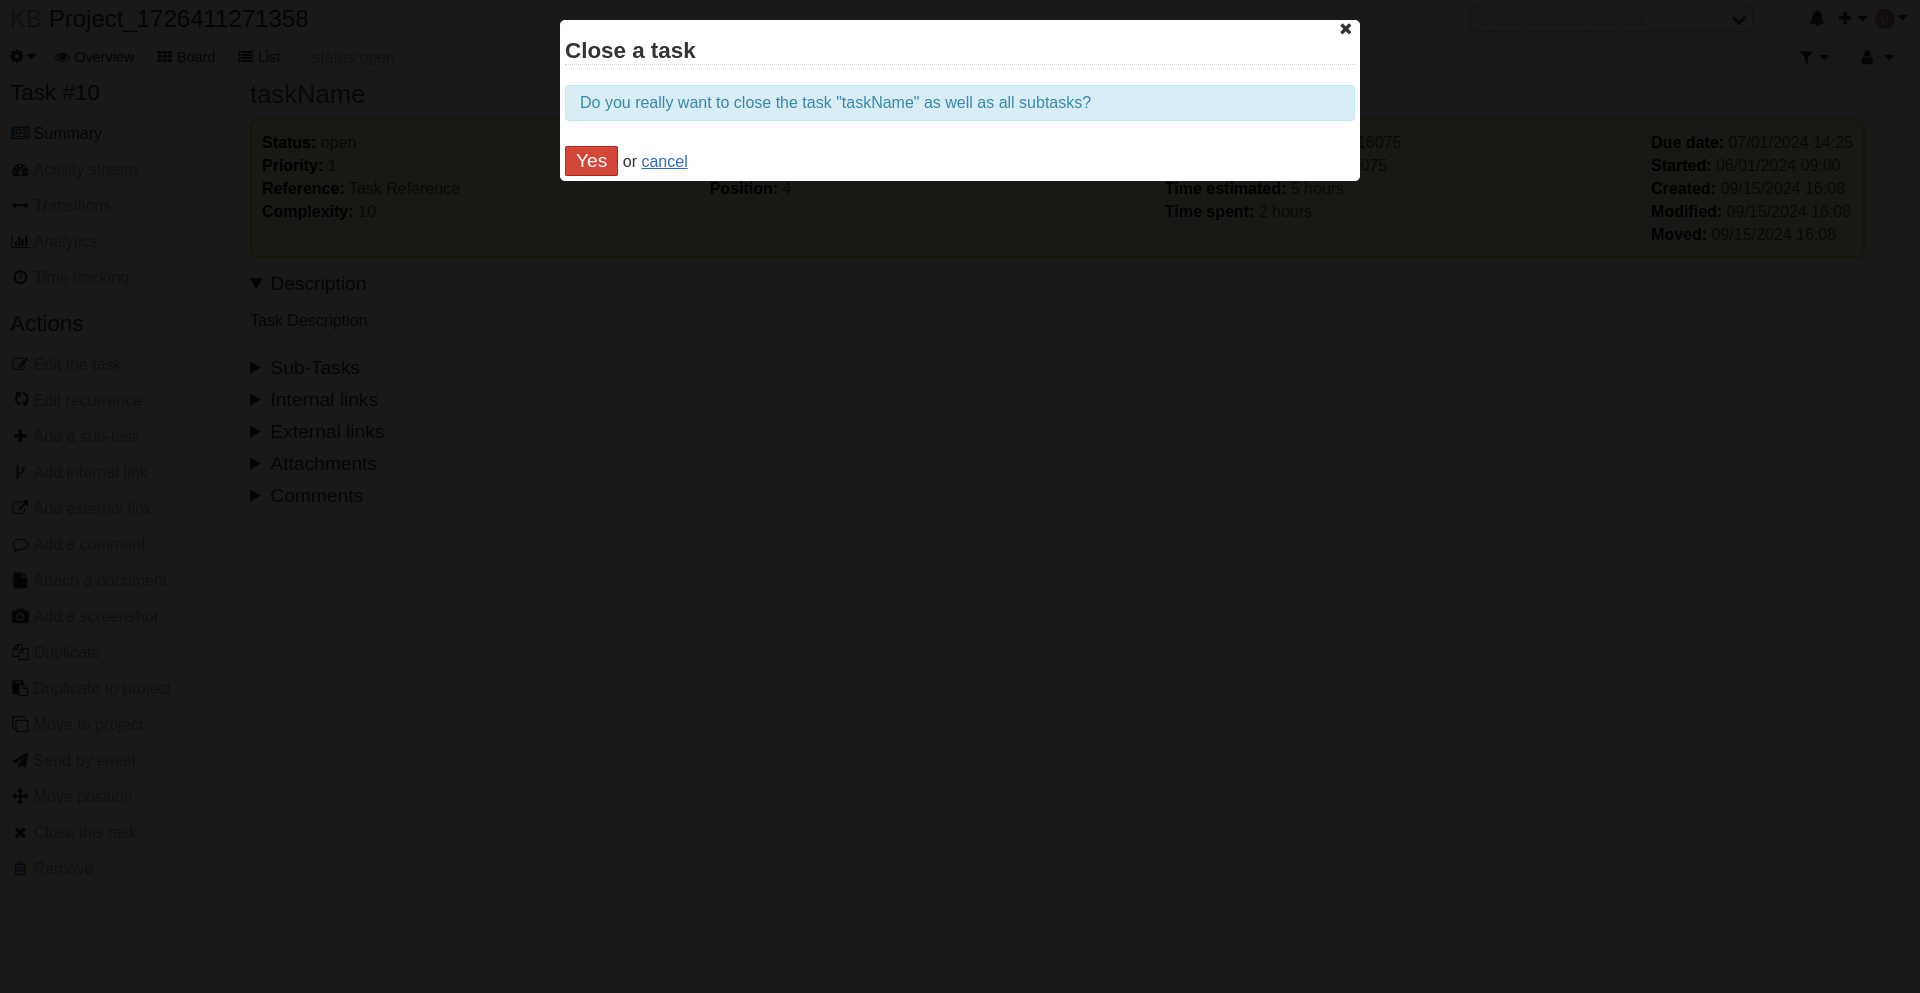 KB Project_1726411271358
Overview
Board
List
status:open
Close a task
Do you really want to close the task "taskName" as well as all subtasks?
Yes or cancel
Task #10
Summary
Activity stream
Transitions
Analytics
Time tracking
Actions
Edit the task
Edit recurrence
Add a sub-task
Add internal link
Add external link
Add a comment
Attach a document
Add a screenshot
Duplicate
Duplicate to project
Move to project
Send by email
Move position
Close this task
Remove
taskName
Status: open
Priority: 1
Reference: Task Reference
Complexity: 10
Position: 4
16075
075
Time estimated: 5 hours
Time spent: 2 hours
Due date: 07/01/2024 14:25
Started: 06/01/2024 09:00
Created: 09/15/2024 16:08
Modified: 09/15/2024 16:08
Moved: 09/15/2024 16:08
Description
Task Description
Sub-Tasks
Internal links
External links
Attachments
Comments